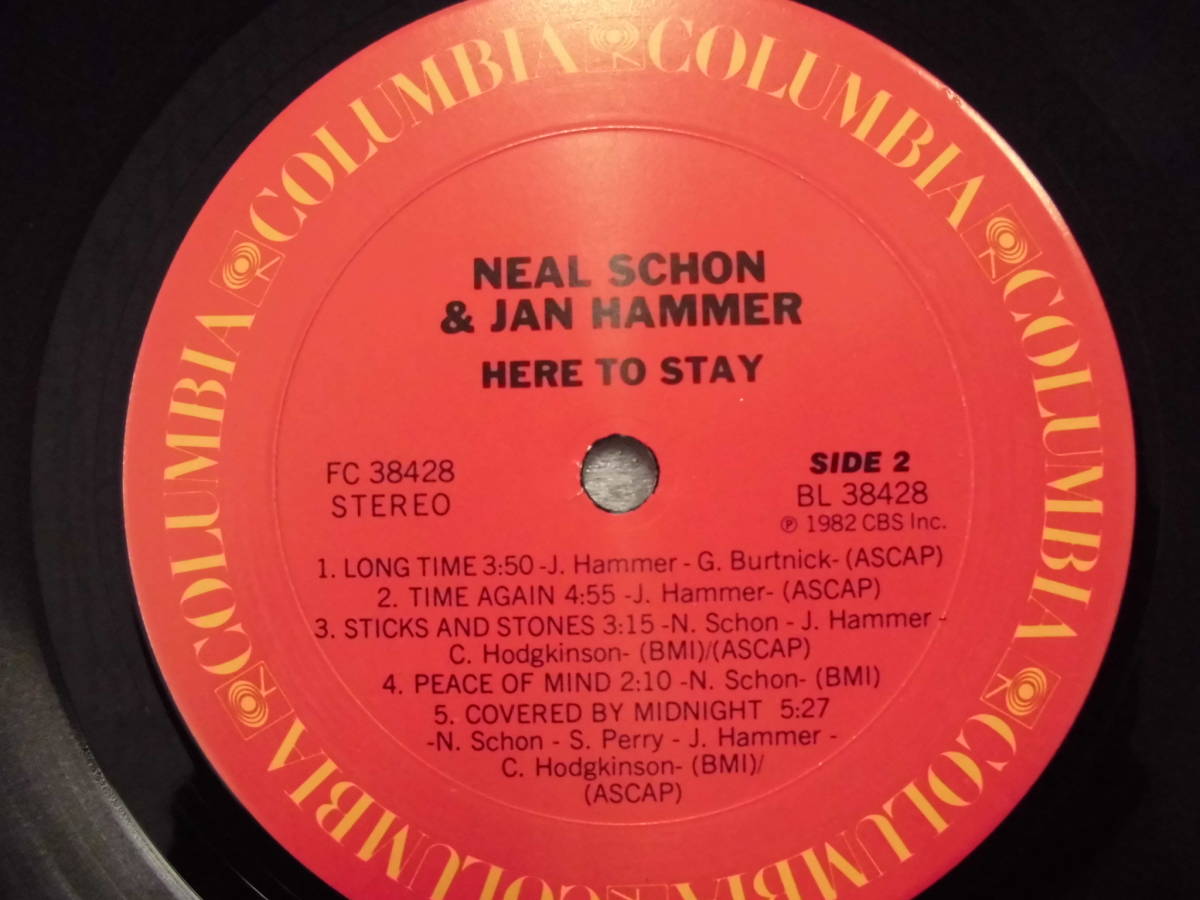 COLUMBIA COLUMBIA COLUMBIA COLUMBIA COLUMBIA COLUMBIA
NEAL SCHON
& JAN HAMMER
HERE TO STAY
FC 38428
STEREO
SIDE 2
BL 38428
℗ 1982 CBS Inc.
1. LONG TIME 3:50 -J. Hammer - G. Burtnick- (ASCAP)
2. TIME AGAIN 4:55 -J. Hammer- (ASCAP)
3. STICKS AND STONES 3:15 -N. Schon - J. Hammer -
C. Hodgkinson- (BMI)/(ASCAP)
4. PEACE OF MIND 2:10 -N. Schon- (BMI)
5. COVERED BY MIDNIGHT 5:27
-N. Schon - S. Perry - J. Hammer -
C. Hodgkinson- (BMI)/
(ASCAP)